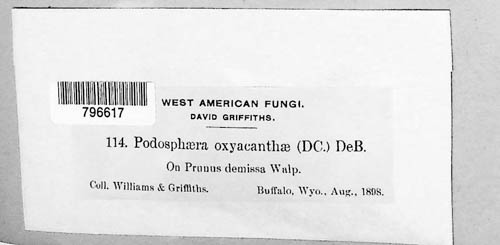 796617
WEST AMERICAN FUNGI.
DAVID GRIFFITHS.
114. Podosphæra oxyacanthæ (DC.) DeB.
On Prunus demissa Walp.
Coll. Williams & Griffiths. Buffalo, Wyo., Aug., 1898.